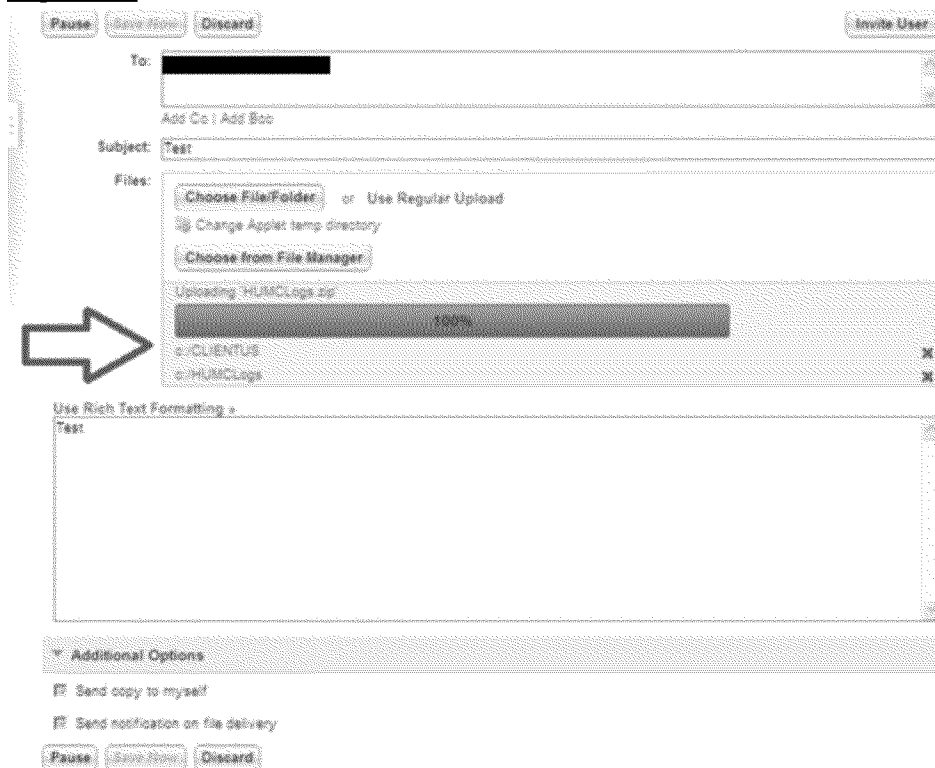 Pause Save Now Discard Invite User
To:
Add Cc | Add Bcc
Subject: Test
Files:
Choose File/Folder or Use Regular Upload
Change Applet temp directory
Choose from File Manager
Uploading 'HUMCLogs.zip'
100%
c:/CLIENTUS
c:/HUMCLogs
Use Rich Text Formatting »
Test
Additional Options
Send copy to myself
Send notification on file delivery
Pause Save Now Discard